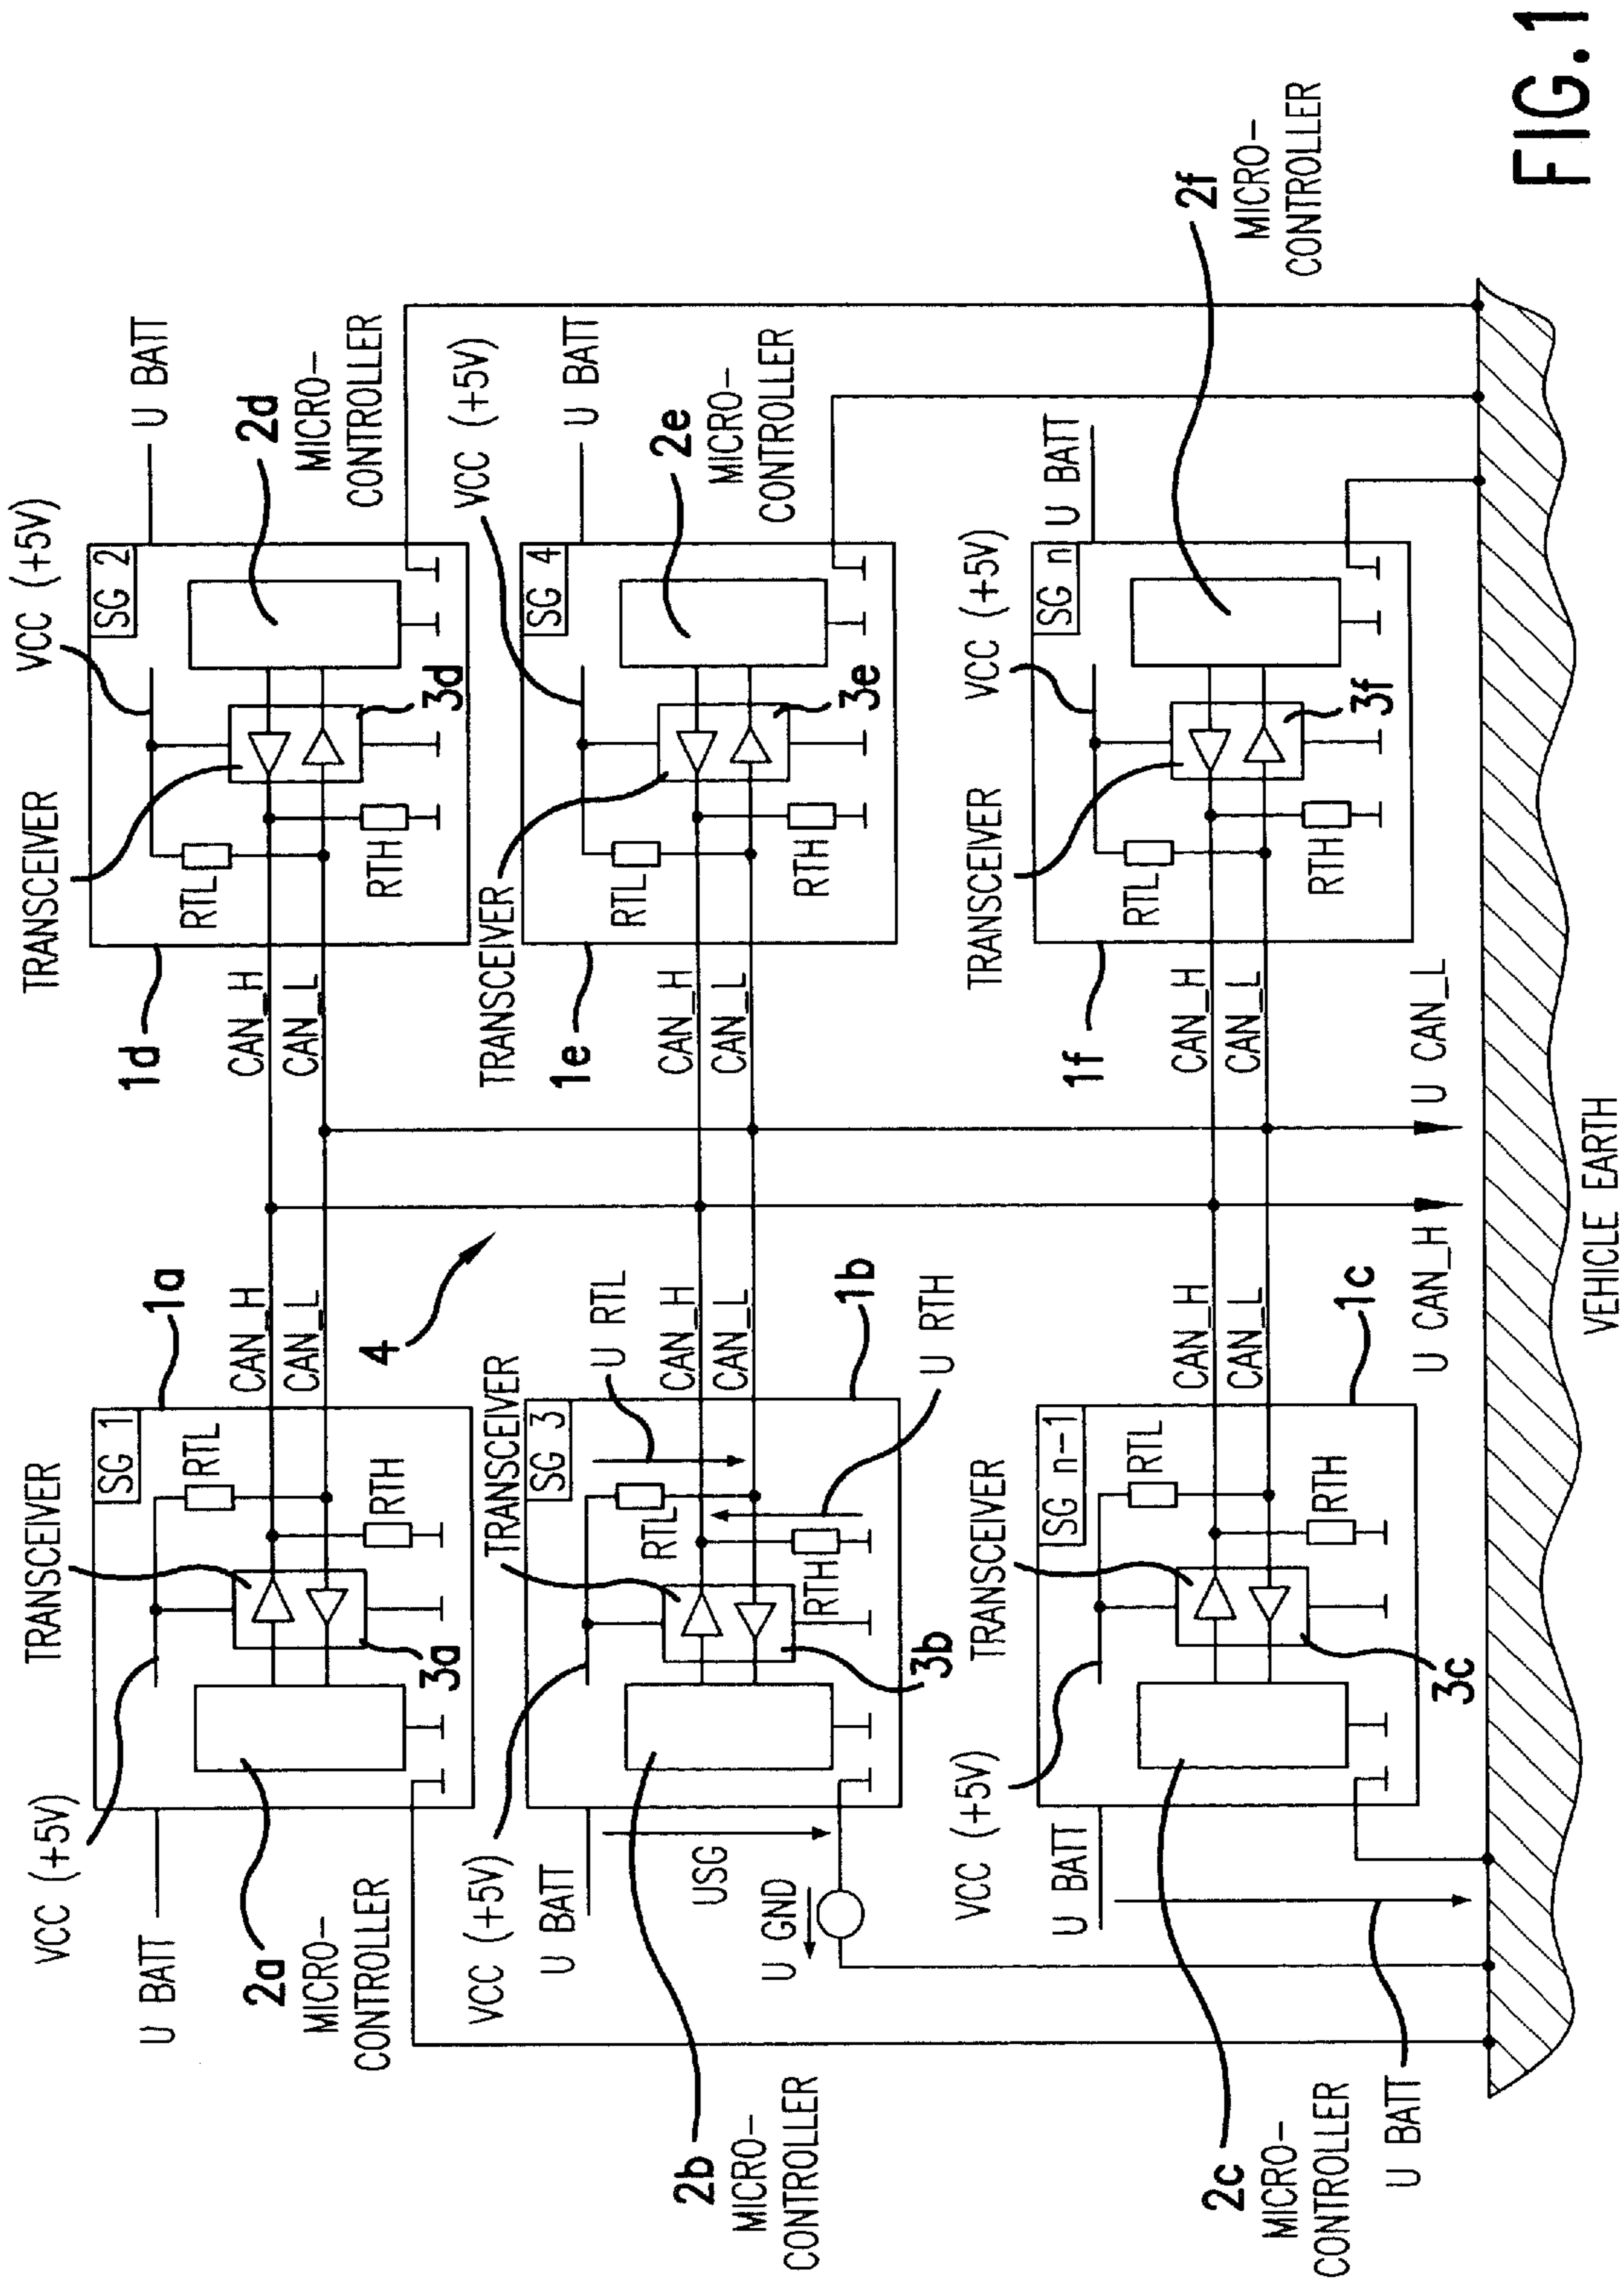 VCC (+5V)
U BATT
2a
MICRO-
CONTROLLER
TRANSCEIVER
3a
SG 1
RTL
RTH
1a
CAN_H
CAN_L
4
CAN_H
CAN_L
1d
TRANSCEIVER
RTL
RTH
3d
SG 2
VCC (+5V)
2d
MICRO-
CONTROLLER
U BATT
VCC (+5V)
U BATT
USG
U GND
2b
MICRO-
CONTROLLER
TRANSCEIVER
3b
SG 3
RTL
RTH
U RTL
U RTH
1b
CAN_H
CAN_L
CAN_H
CAN_L
1e
TRANSCEIVER
RTL
RTH
3e
SG 4
VCC (+5V)
2e
MICRO-
CONTROLLER
U BATT
VCC (+5V)
U BATT
2c
MICRO-
CONTROLLER
U BATT
TRANSCEIVER
3c
SG n-1
RTL
RTH
1c
CAN_H
CAN_L
U CAN_H
U CAN_L
CAN_H
CAN_L
1f
TRANSCEIVER
RTL
RTH
3f
SG n
VCC (+5V)
U BATT
2f
MICRO-
CONTROLLER
VEHICLE EARTH
FIG.1